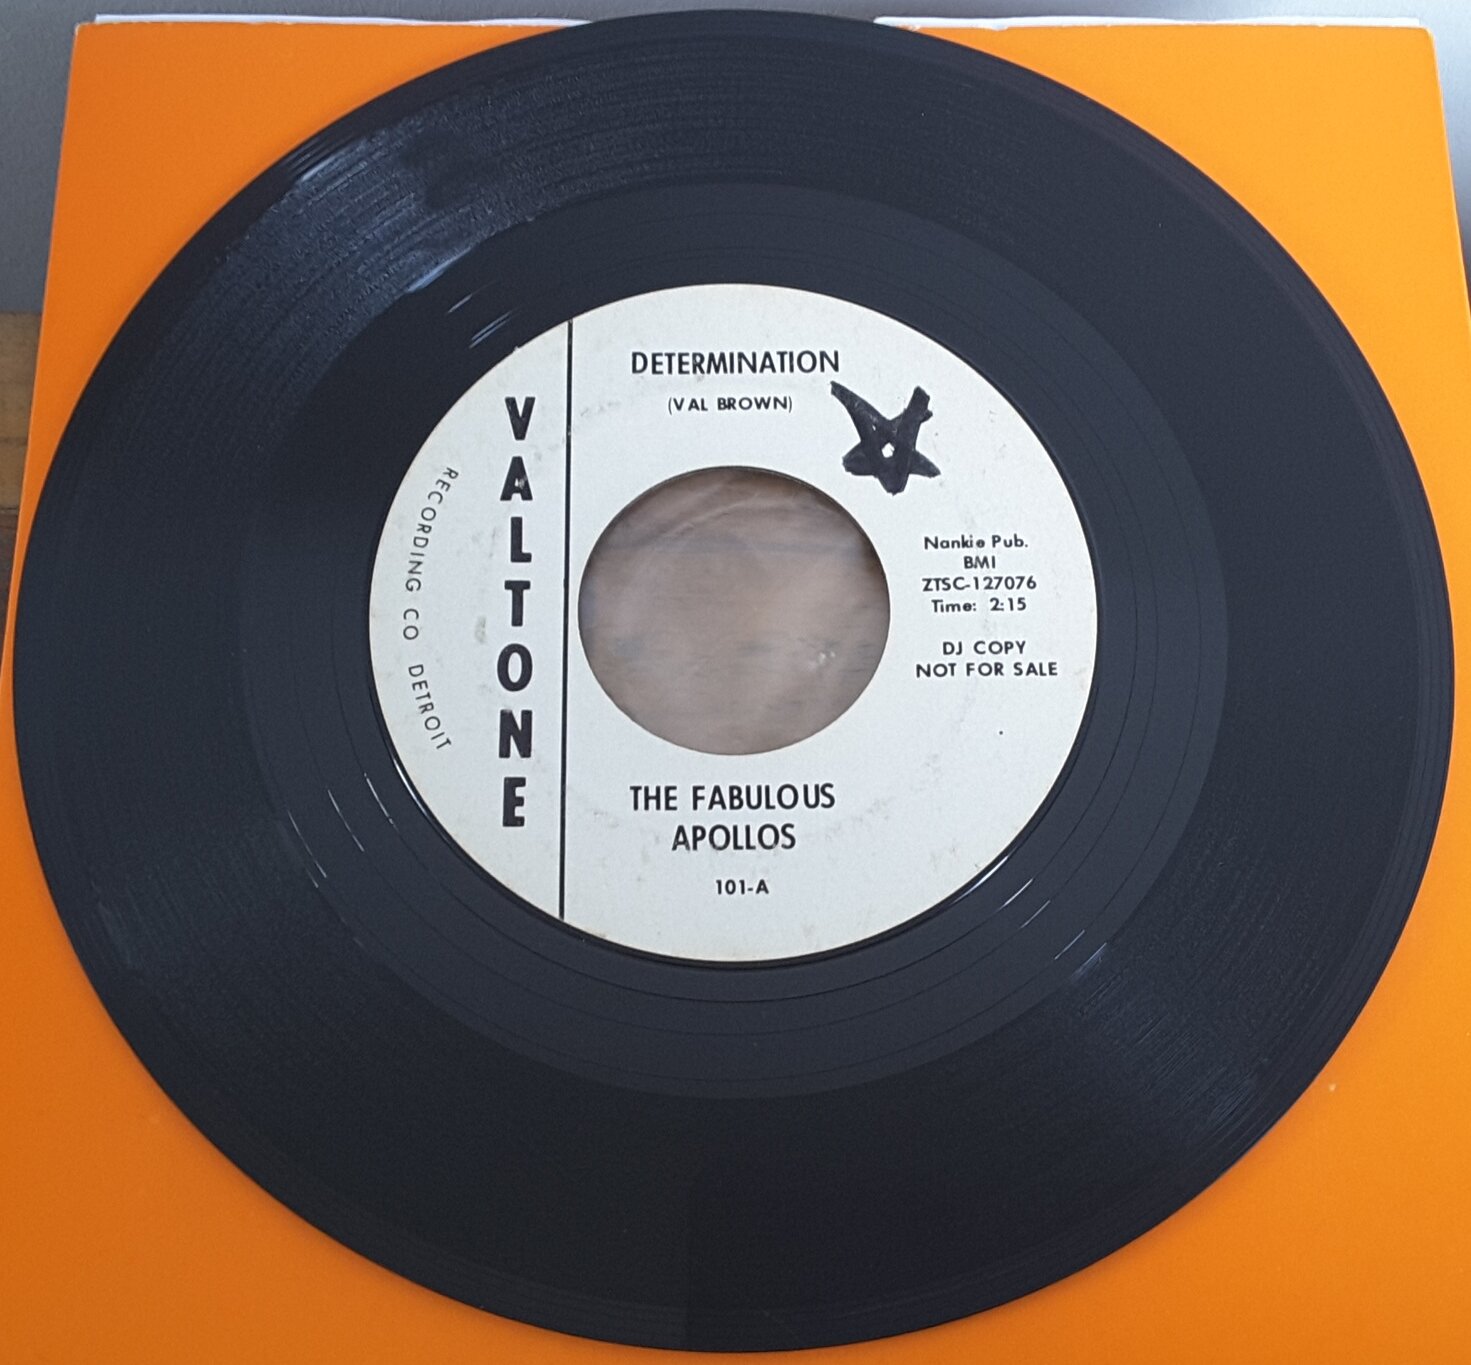 DETERMINATION
(VAL BROWN)
VALTONE
RECORDING CO DETROIT
Nankie Pub.
BMI
ZTSC-127076
Time: 2:15
DJ COPY
NOT FOR SALE
THE FABULOUS
APOLLOS
101-A